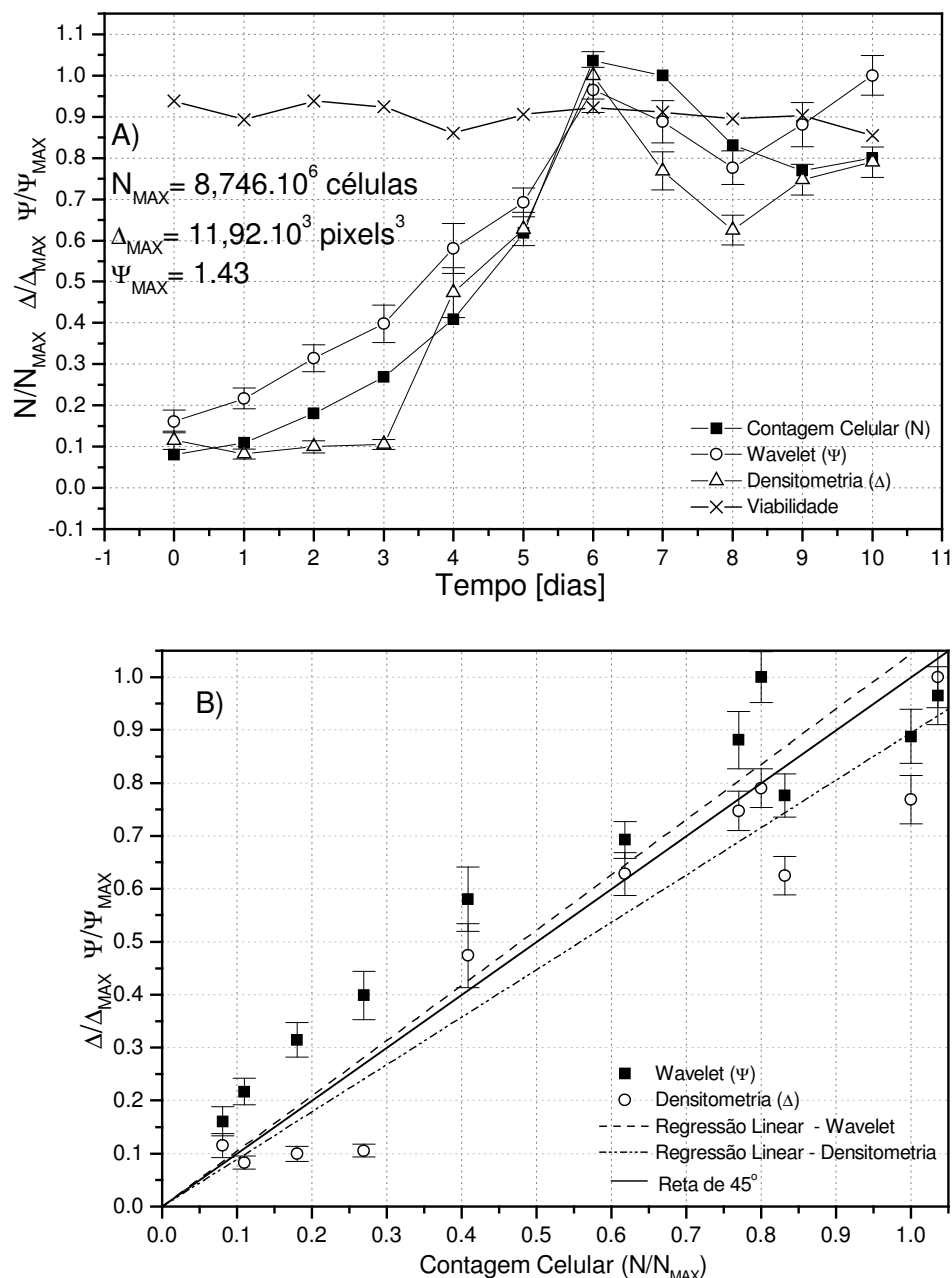 1.1
1.0
0.9
0.8
0.7
0.6
0.5
0.4
0.3
0.2
0.1
0.0
-0.1
N/N_MAX Δ/Δ_MAX Ψ/Ψ_MAX
A)
N_MAX= 8,746.10^6 células
Δ_MAX= 11,92.10^3 pixels^3
Ψ_MAX= 1.43
Contagem Celular (N)
Wavelet (Ψ)
Densitometria (Δ)
Viabilidade
-1 0 1 2 3 4 5 6 7 8 9 10 11
Tempo [dias]
1.0
0.9
0.8
0.7
0.6
0.5
0.4
0.3
0.2
0.1
0.0
Δ/Δ_MAX Ψ/Ψ_MAX
B)
Wavelet (Ψ)
Densitometria (Δ)
Regressão Linear - Wavelet
Regressão Linear - Densitometria
Reta de 45^o
0.0 0.1 0.2 0.3 0.4 0.5 0.6 0.7 0.8 0.9 1.0
Contagem Celular (N/N_MAX)